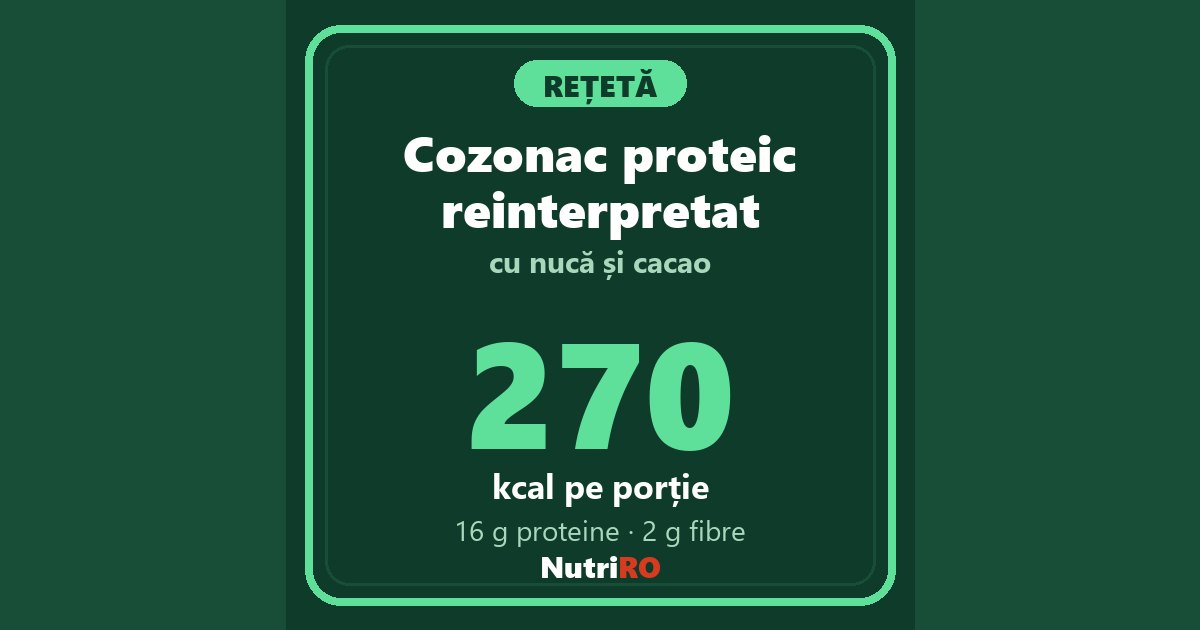 REȚETĂ
Cozonac proteic
reinterpretat
cu nucă și cacao
270
kcal pe porție
16 g proteine · 2 g fibre
NutriRO